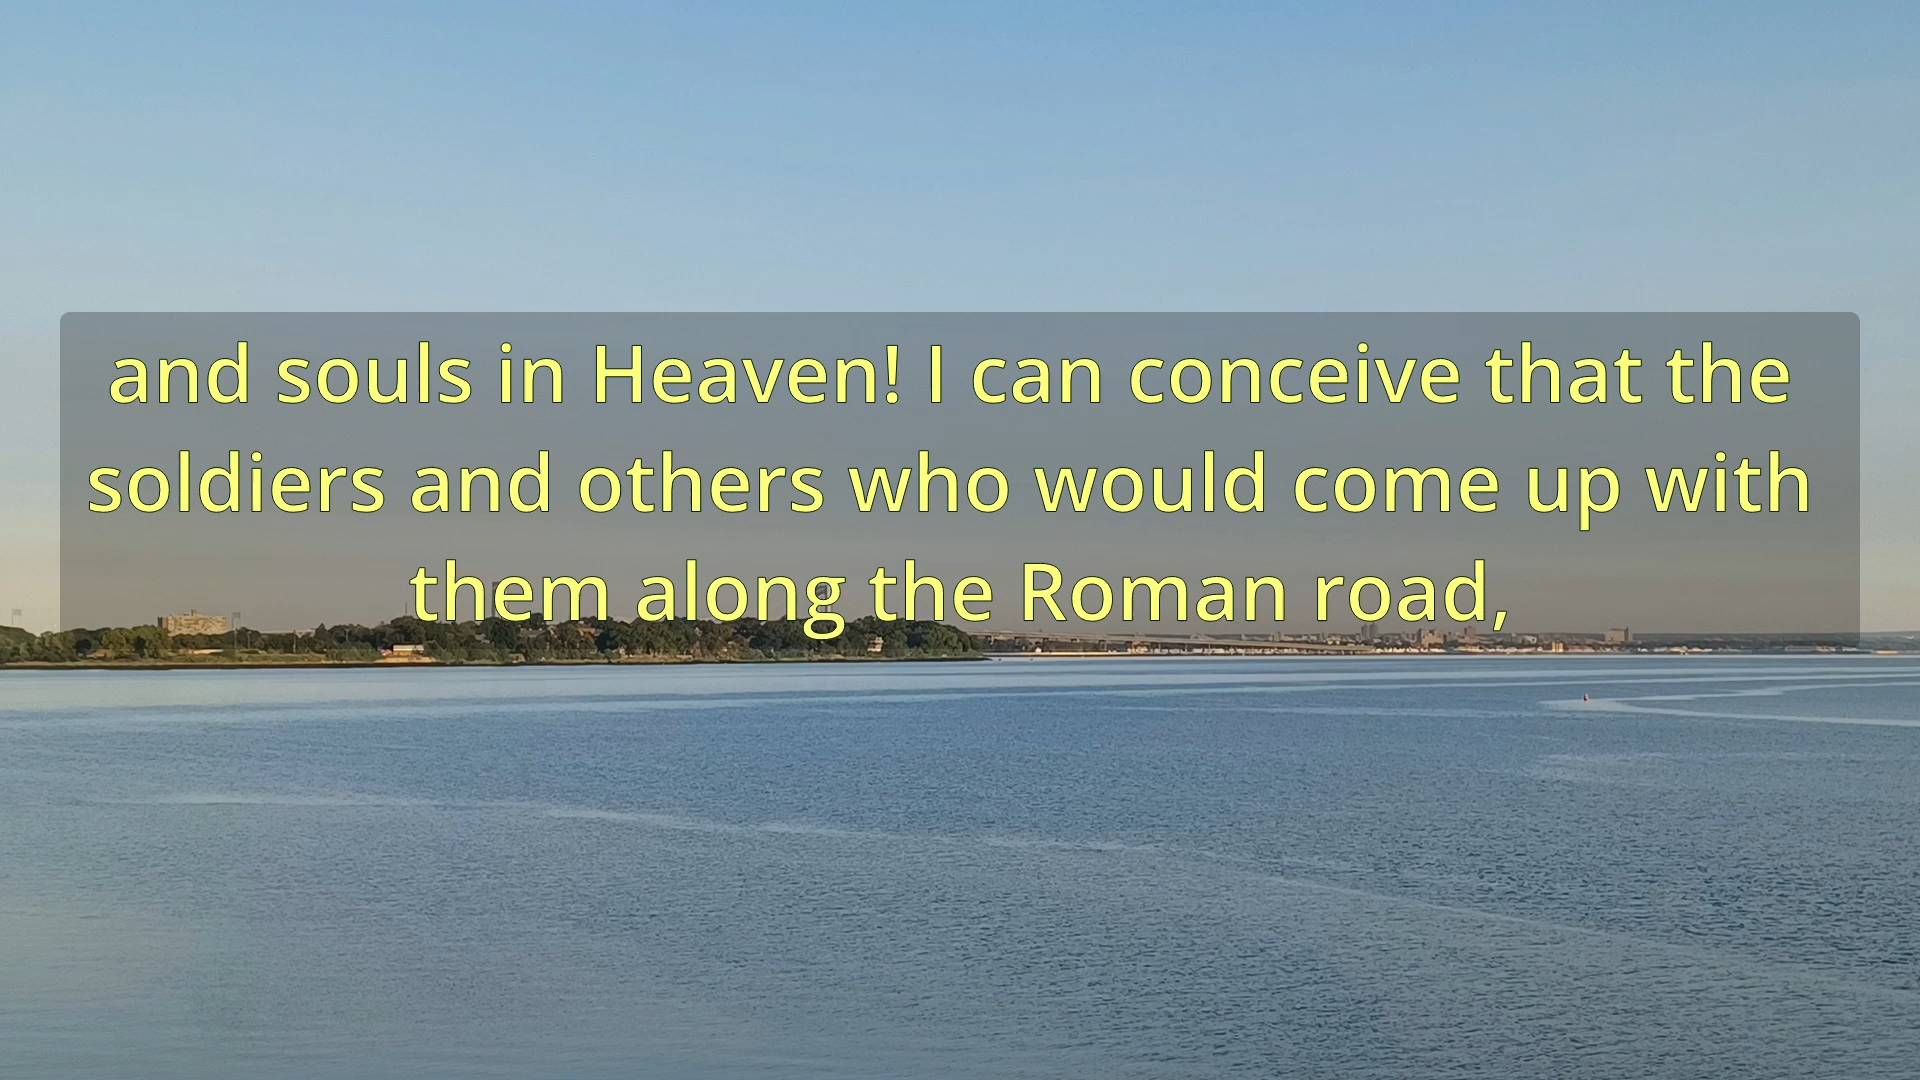 and souls in Heaven! I can conceive that the
soldiers and others who would come up with
them along the Roman road,